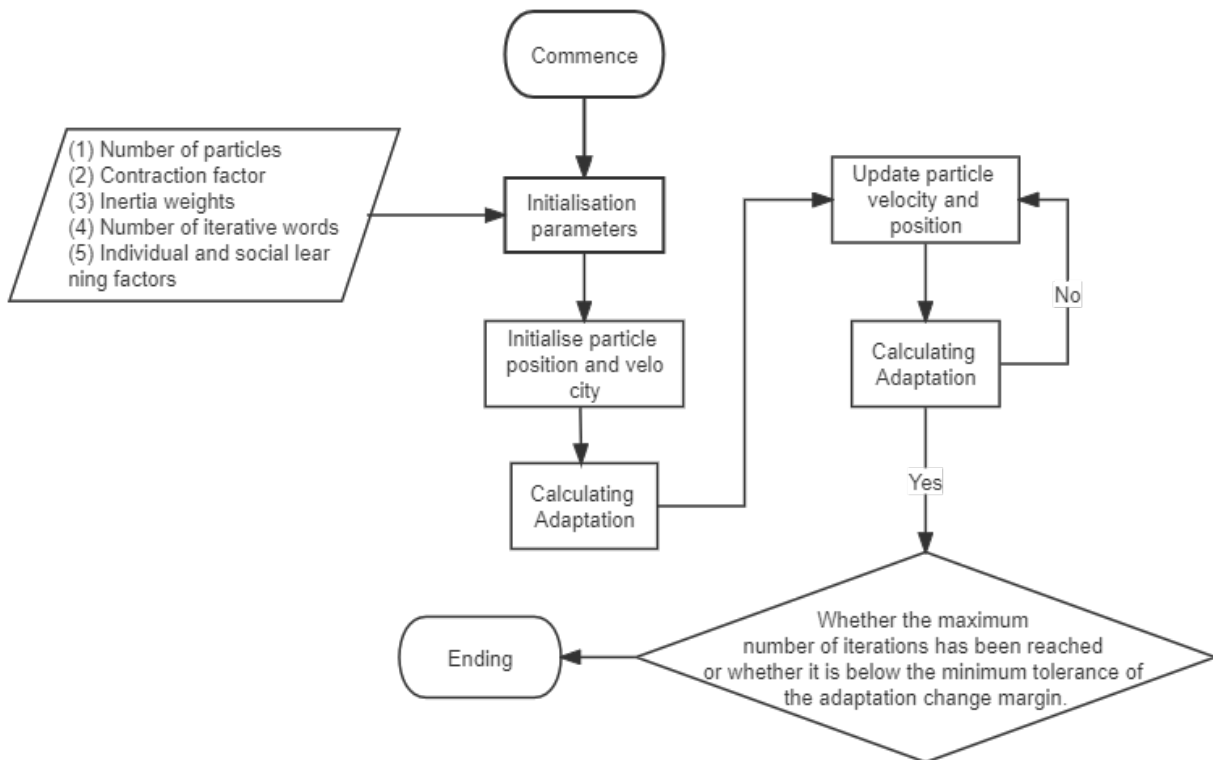 Commence
(1) Number of particles
(2) Contraction factor
(3) Inertia weights
(4) Number of iterative words
(5) Individual and social lear
ning factors
Initialisation
parameters
Initialise particle
position and velo
city
Calculating
Adaptation
Update particle
velocity and
position
No
Calculating
Adaptation
Yes
Whether the maximum
number of iterations has been reached
or whether it is below the minimum tolerance of
the adaptation change margin.
Ending